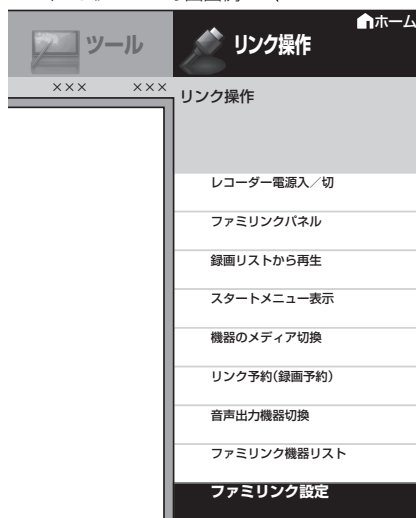 ホーム
ツール
リンク操作
××× ×××
リンク操作
レコーダー電源入／切
ファミリンクパネル
録画リストから再生
スタートメニュー表示
機器のメディア切換
リンク予約(録画予約)
音声出力機器切換
ファミリンク機器リスト
ファミリンク設定